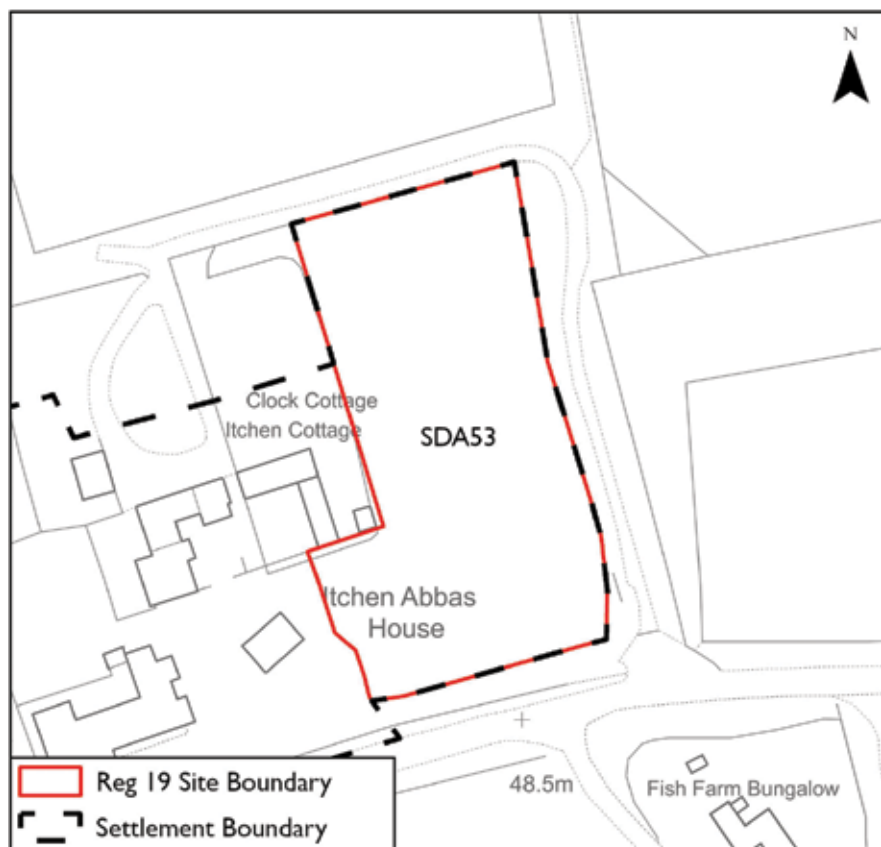 N
Clock Cottage
Itchen Cottage
SDA53
Itchen Abbas
House
48.5m
Fish Farm Bungalow
Reg 19 Site Boundary
Settlement Boundary